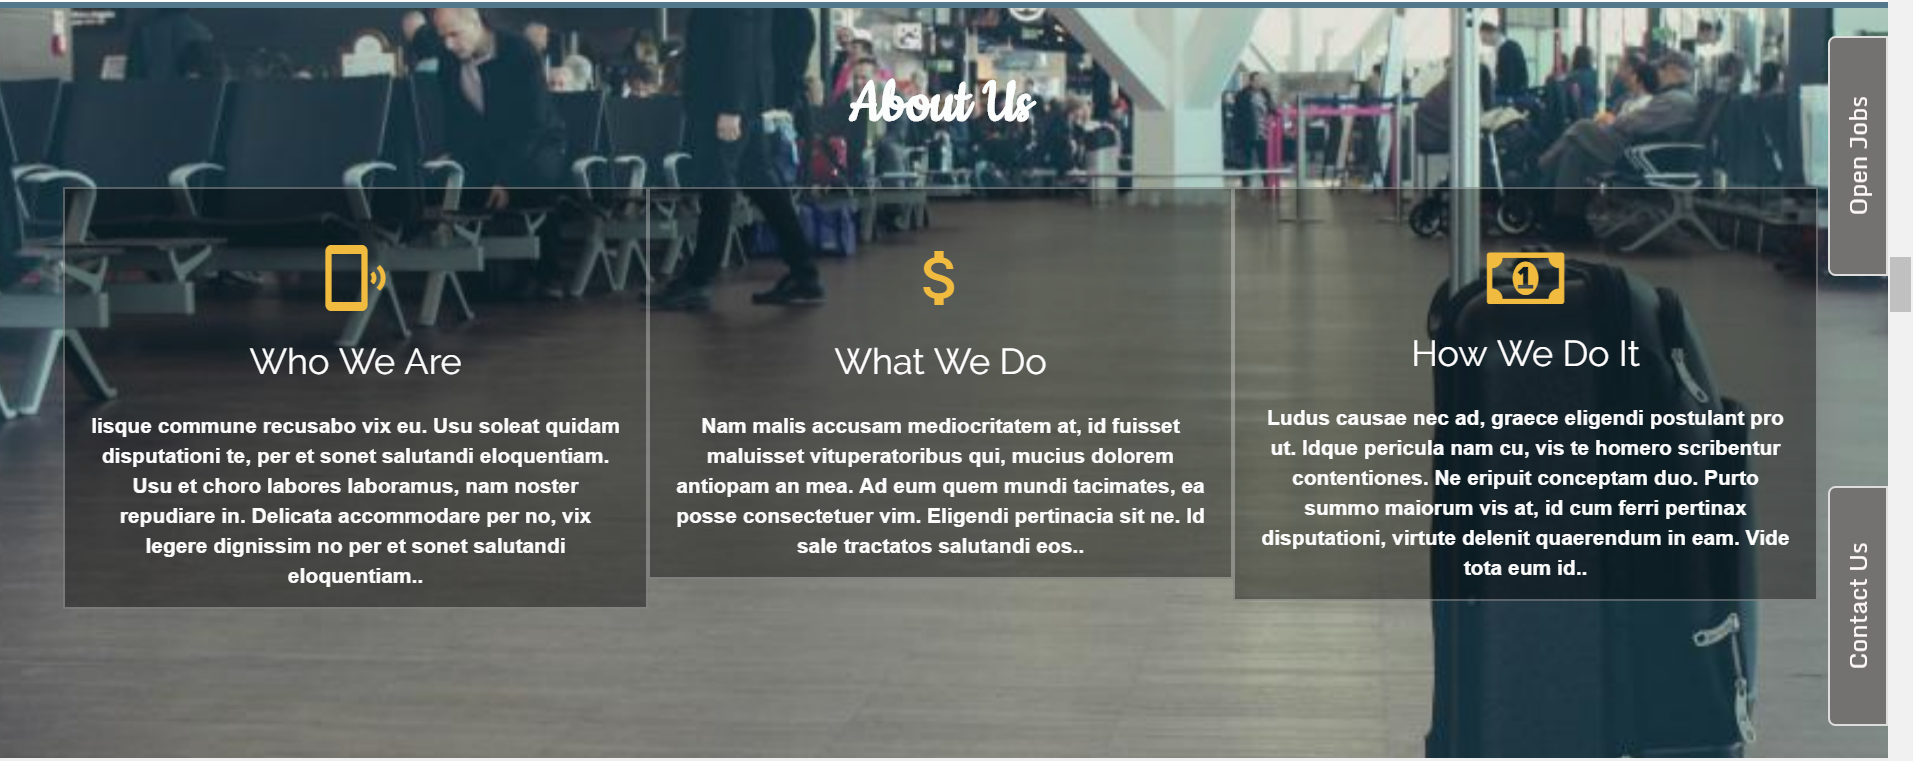 About Us
Open Jobs
Who We Are
lisque commune recusabo vix eu. Usu soleat quidam
disputationi te, per et sonet salutandi eloquentiam.
Usu et choro labores laboramus, nam noster
repudiare in. Delicata accommodare per no, vix
legere dignissim no per et sonet salutandi
eloquentiam..
$
What We Do
Nam malis accusam mediocritatem at, id fuisset
maluisset vituperatoribus qui, mucius dolorem
antiopam an mea. Ad eum quem mundi tacimates, ea
posse consectetuer vim. Eligendi pertinacia sit ne. Id
sale tractatos salutandi eos..
1
How We Do It
Ludus causae nec ad, graece eligendi postulant pro
ut. Idque pericula nam cu, vis te homero scribentur
contentiones. Ne eripuit conceptam duo. Purto
summo maiorum vis at, id cum ferri pertinax
disputationi, virtute delenit quaerendum in eam. Vide
tota eum id..
Contact Us